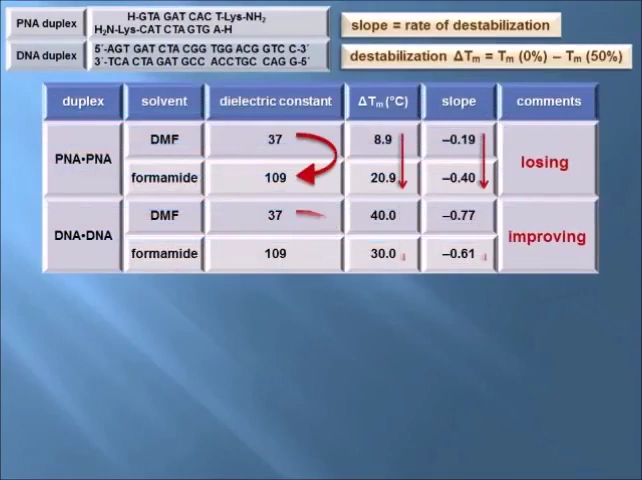 PNA duplex
H-GTA GAT CAC T-Lys-NH2
H2N-Lys-CAT CTA GTG A-H
DNA duplex
5´-AGT GAT CTA CGG TGG ACG GTC C-3´
3´-TCA CTA GAT GCC ACCTGC CAG G-5´
slope = rate of destabilization
destabilization ΔTm = Tm (0%) – Tm (50%)
duplex solvent dielectric constant ΔTm (°C) slope comments
PNA•PNA DMF 37 8.9 –0.19 losing
formamide 109 20.9 –0.40
DNA•DNA DMF 37 40.0 –0.77 improving
formamide 109 30.0 –0.61